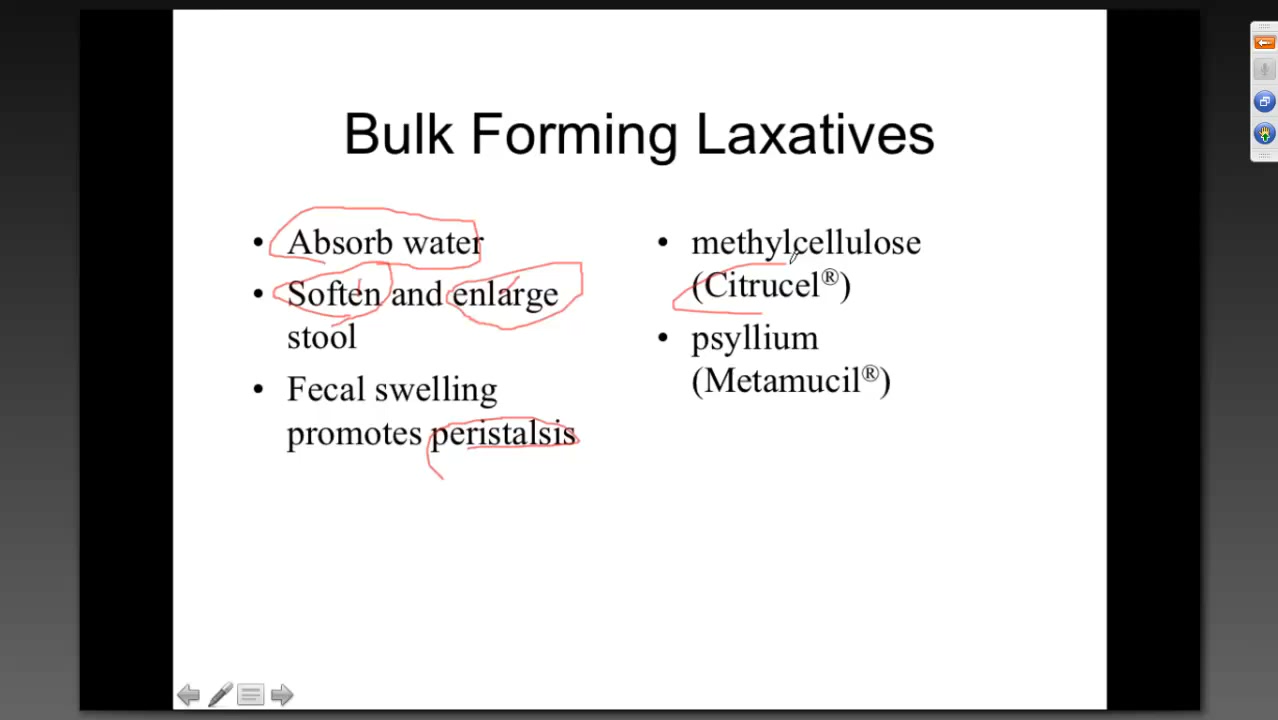 Bulk Forming Laxatives
• Absorb water
• Soften and enlarge
stool
• Fecal swelling
promotes peristalsis
• methylcellulose
(Citrucel®)
• psyllium
(Metamucil®)